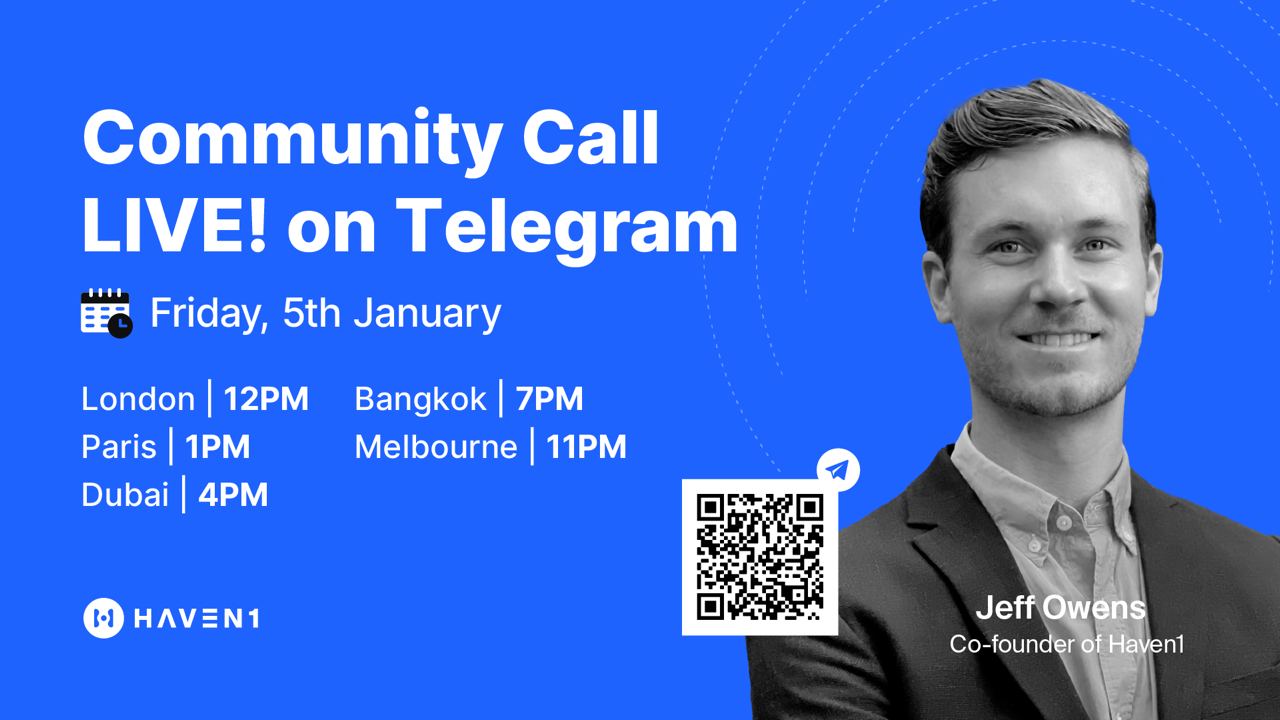 Community Call
LIVE! on Telegram
Friday, 5th January
London | 12PM
Paris | 1PM
Dubai | 4PM
Bangkok | 7PM
Melbourne | 11PM
HAVEN1
Jeff Owens
Co-founder of Haven1